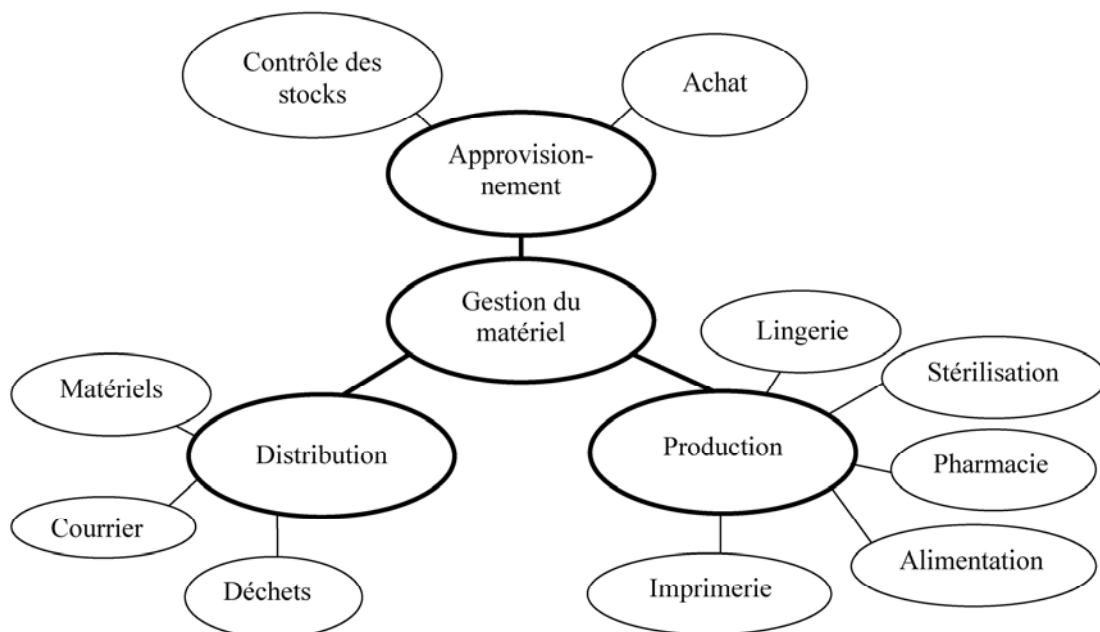 Contrôle des
stocks
Achat
Approvision-
nement
Gestion du
matériel
Lingerie
Stérilisation
Matériels
Distribution
Production
Pharmacie
Courrier
Alimentation
Déchets
Imprimerie